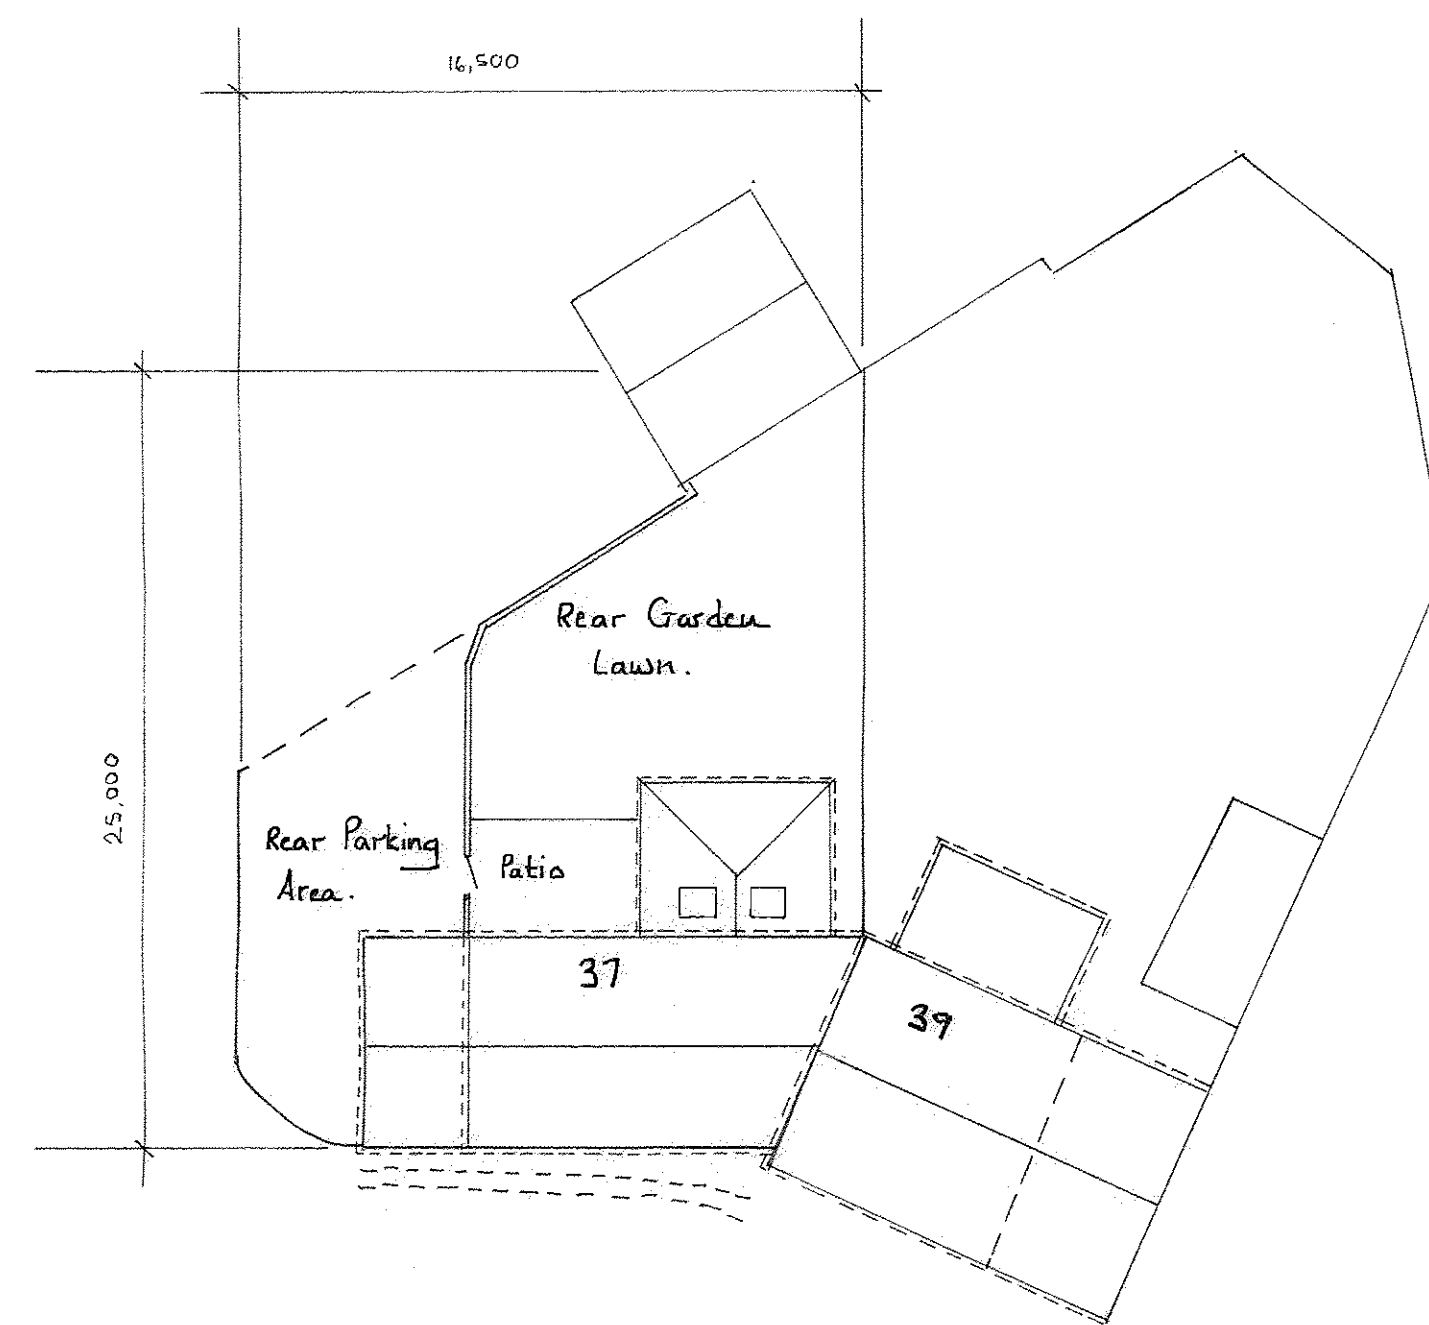 16,500
Rear Garden
Lawn.
25,000
Rear Parking
Area.
Patio
37
39